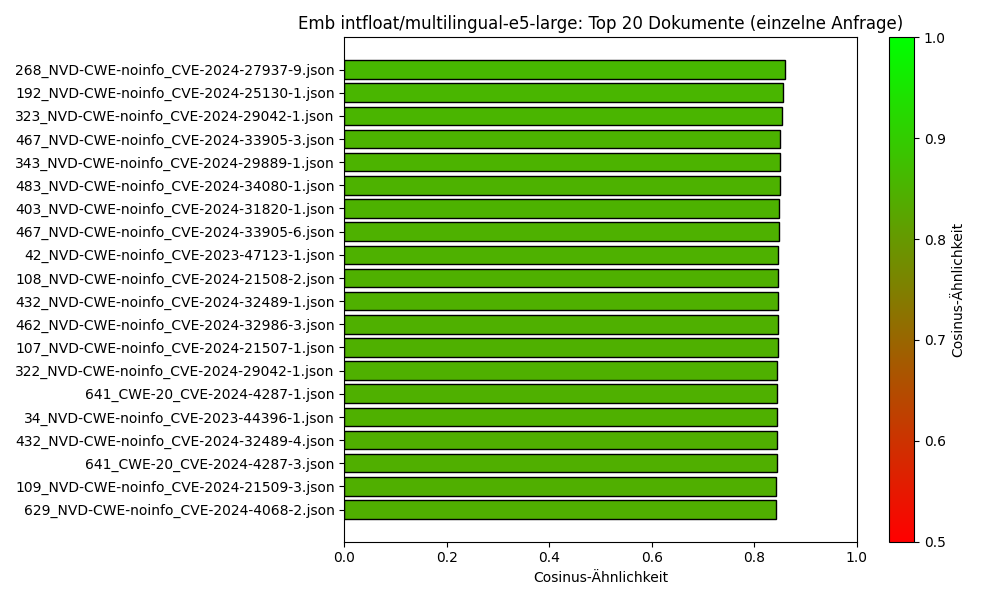 Emb intfloat/multilingual-e5-large: Top 20 Dokumente (einzelne Anfrage)
268_NVD-CWE-noinfo_CVE-2024-27937-9.json
192_NVD-CWE-noinfo_CVE-2024-25130-1.json
323_NVD-CWE-noinfo_CVE-2024-29042-1.json
467_NVD-CWE-noinfo_CVE-2024-33905-3.json
343_NVD-CWE-noinfo_CVE-2024-29889-1.json
483_NVD-CWE-noinfo_CVE-2024-34080-1.json
403_NVD-CWE-noinfo_CVE-2024-31820-1.json
467_NVD-CWE-noinfo_CVE-2024-33905-6.json
42_NVD-CWE-noinfo_CVE-2023-47123-1.json
108_NVD-CWE-noinfo_CVE-2024-21508-2.json
432_NVD-CWE-noinfo_CVE-2024-32489-1.json
462_NVD-CWE-noinfo_CVE-2024-32986-3.json
107_NVD-CWE-noinfo_CVE-2024-21507-1.json
322_NVD-CWE-noinfo_CVE-2024-29042-1.json
641_CWE-20_CVE-2024-4287-1.json
34_NVD-CWE-noinfo_CVE-2023-44396-1.json
432_NVD-CWE-noinfo_CVE-2024-32489-4.json
641_CWE-20_CVE-2024-4287-3.json
109_NVD-CWE-noinfo_CVE-2024-21509-3.json
629_NVD-CWE-noinfo_CVE-2024-4068-2.json
0.0 0.2 0.4 0.6 0.8 1.0
Cosinus-Ähnlichkeit
1.0
0.9
0.8
0.7
0.6
0.5
Cosinus-Ähnlichkeit